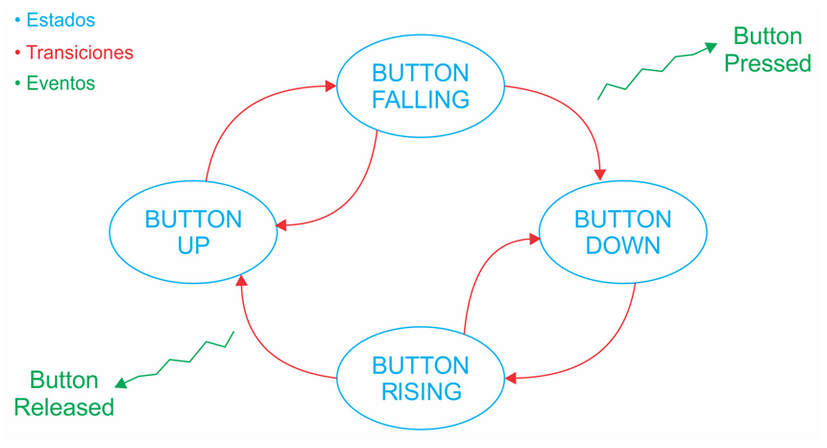 • Estados
• Transiciones
• Eventos
Button
Pressed
BUTTON
FALLING
BUTTON
UP
BUTTON
DOWN
BUTTON
RISING
Button
Released